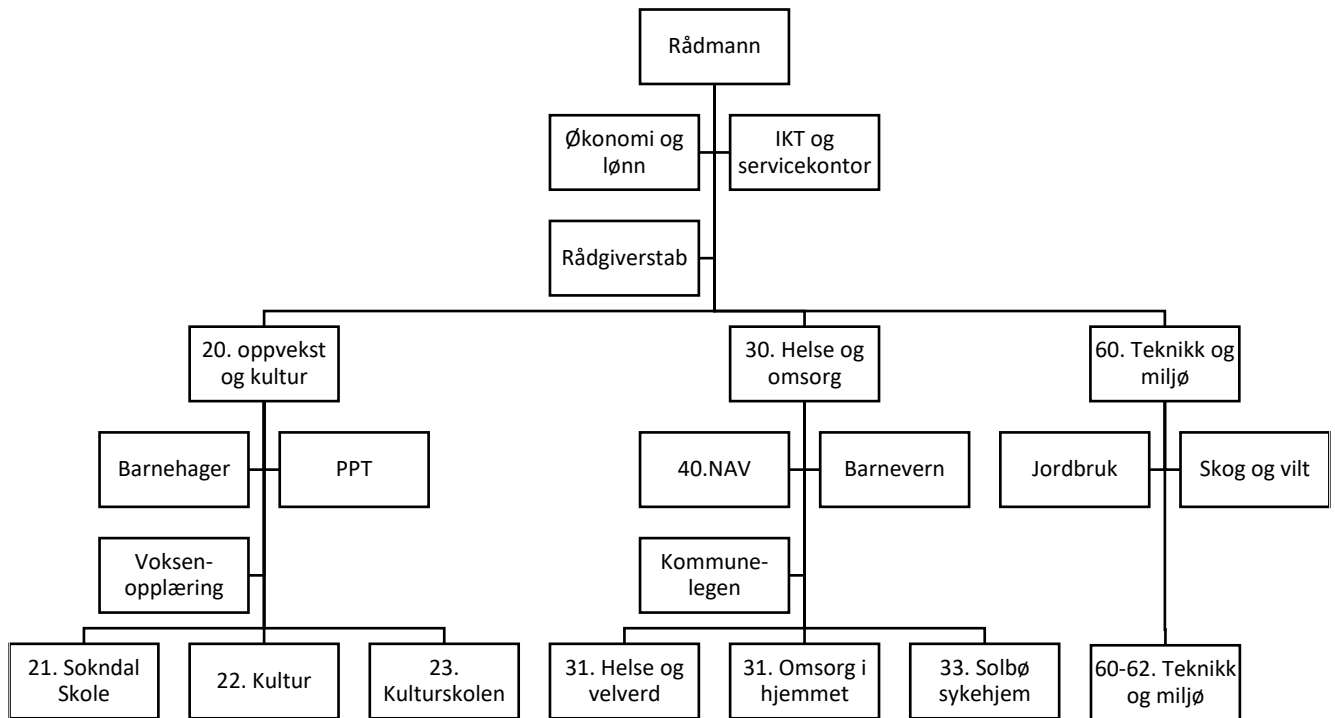 Rådmann
Økonomi og
lønn
IKT og
servicekontor
Rådgiverstab
20. oppvekst
og kultur
30. Helse og
omsorg
60. Teknikk og
miljø
Barnehager
PPT
40.NAV
Barnevern
Jordbruk
Skog og vilt
Voksen-
opplæring
Kommune-
legen
21. Sokndal
Skole
22. Kultur
23.
Kulturskolen
31. Helse og
velverd
31. Omsorg i
hjemmet
33. Solbø
sykehjem
60-62. Teknikk
og miljø